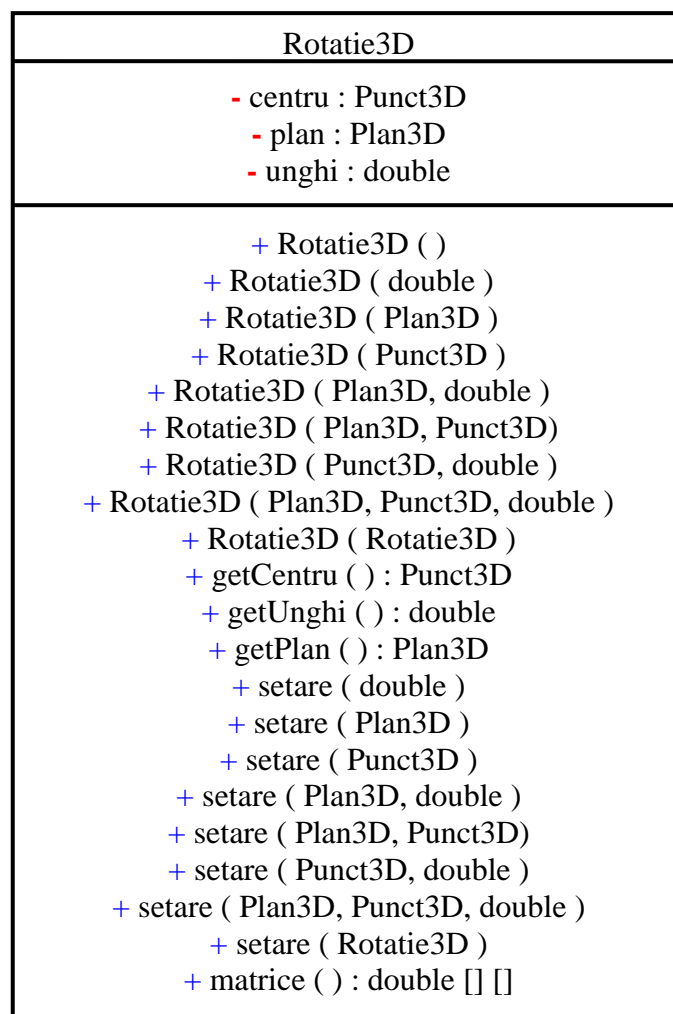 Rotatie3D
- centru : Punct3D
- plan : Plan3D
- unghi : double
+ Rotatie3D ( )
+ Rotatie3D ( double )
+ Rotatie3D ( Plan3D )
+ Rotatie3D ( Punct3D )
+ Rotatie3D ( Plan3D, double )
+ Rotatie3D ( Plan3D, Punct3D)
+ Rotatie3D ( Punct3D, double )
+ Rotatie3D ( Plan3D, Punct3D, double )
+ Rotatie3D ( Rotatie3D )
+ getCentru ( ) : Punct3D
+ getUnghi ( ) : double
+ getPlan ( ) : Plan3D
+ setare ( double )
+ setare ( Plan3D )
+ setare ( Punct3D )
+ setare ( Plan3D, double )
+ setare ( Plan3D, Punct3D)
+ setare ( Punct3D, double )
+ setare ( Plan3D, Punct3D, double )
+ setare ( Rotatie3D )
+ matrice ( ) : double [] []